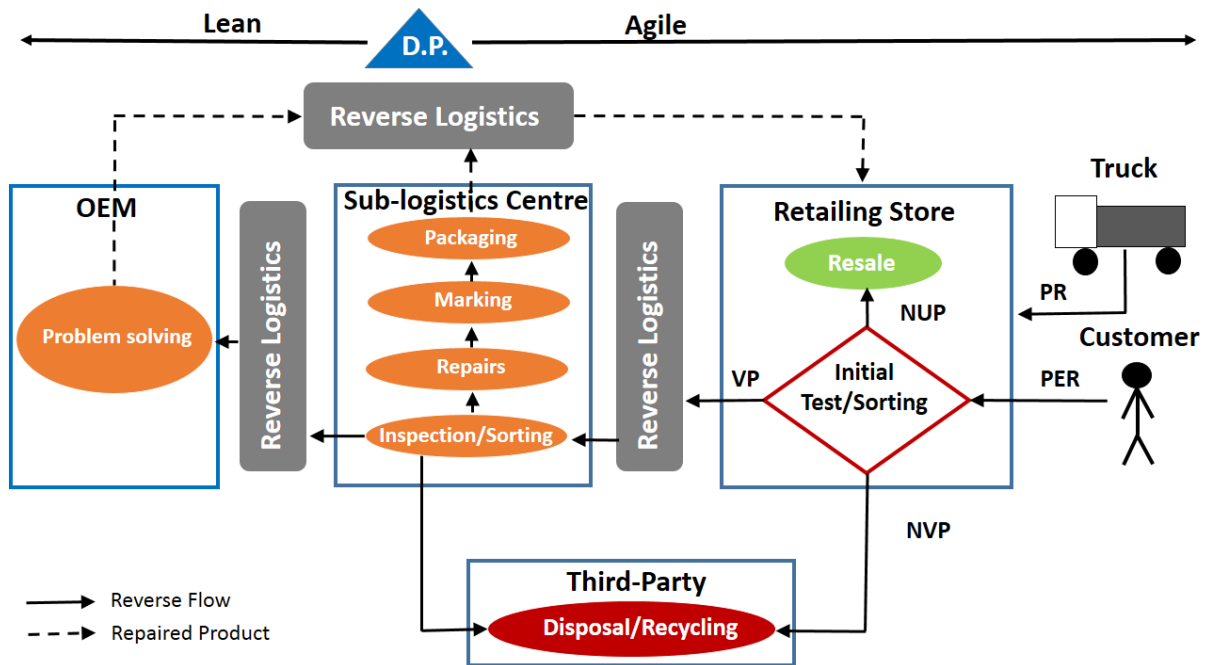 Lean
D.P.
Agile
Reverse Logistics
Truck
OEM
Sub-logistics Centre
Retailing Store
Packaging
Resale
Marking
PR
NUP
Problem solving
Reverse Logistics
Reverse Logistics
Customer
Repairs
VP
Initial
Test/Sorting
PER
Inspection/Sorting
NVP
Third-Party
Reverse Flow
Disposal/Recycling
Repaired Product